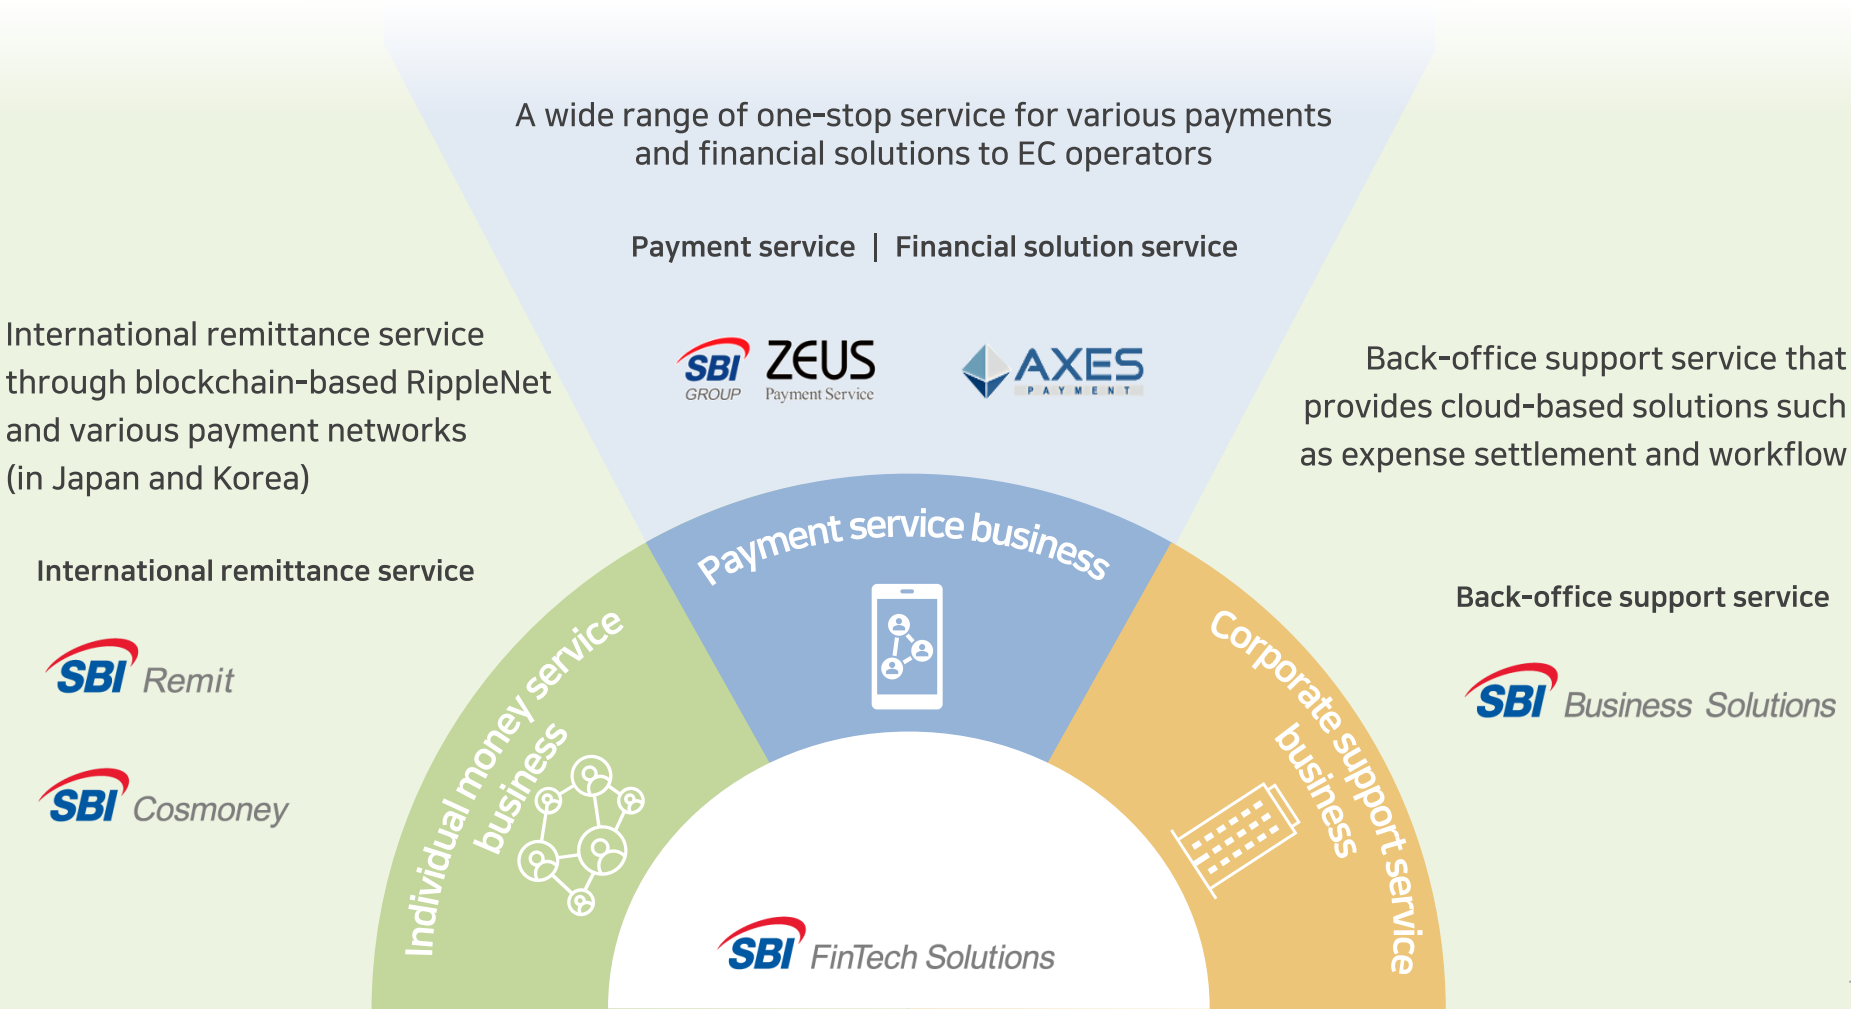 A wide range of one-stop service for various payments
and financial solutions to EC operators
Payment service | Financial solution service
SBI
GROUP
ZEUS
Payment Service
AXES
PAYMENT
International remittance service
through blockchain-based RippleNet
and various payment networks
(in Japan and Korea)
International remittance service
SBI Remit
SBI Cosmoney
Back-office support service that
provides cloud-based solutions such
as expense settlement and workflow
Back-office support service
SBI Business Solutions
Individual money service
business
Payment service business
Corporate support service
business
SBI FinTech Solutions